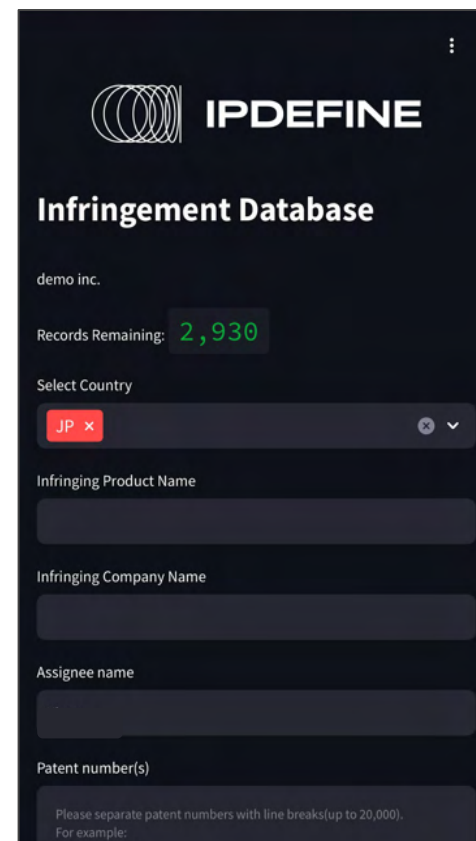 IPDEFINE
Infringement Database
demo inc.
Records Remaining: 2,930
Select Country
JP ×
Infringing Product Name
Infringing Company Name
Assignee name
Patent number(s)
Please separate patent numbers with line breaks(up to 20,000).
For example: